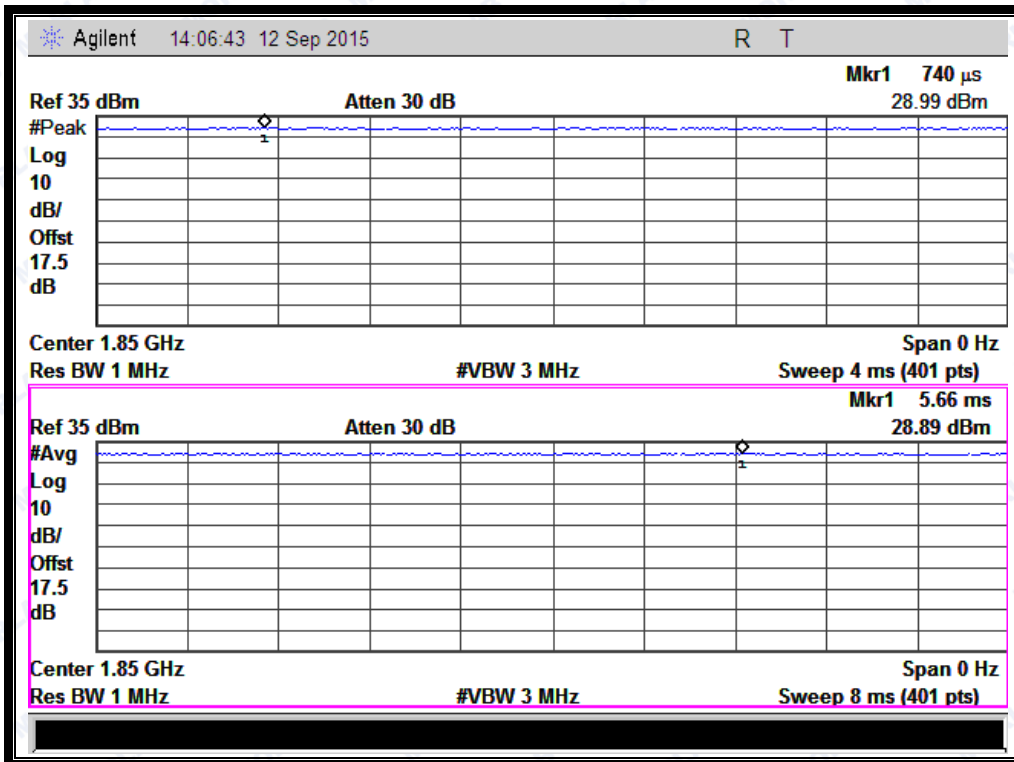 Agilent 14:06:43 12 Sep 2015 R T
Mkr1 740 µs
Ref 35 dBm Atten 30 dB 28.99 dBm
#Peak
1
Log
10
dB/
Offst
17.5
dB
Center 1.85 GHz Span 0 Hz
Res BW 1 MHz #VBW 3 MHz Sweep 4 ms (401 pts)
Mkr1 5.66 ms
Ref 35 dBm Atten 30 dB 28.89 dBm
#Avg
1
Log
10
dB/
Offst
17.5
dB
Center 1.85 GHz Span 0 Hz
Res BW 1 MHz #VBW 3 MHz Sweep 8 ms (401 pts)